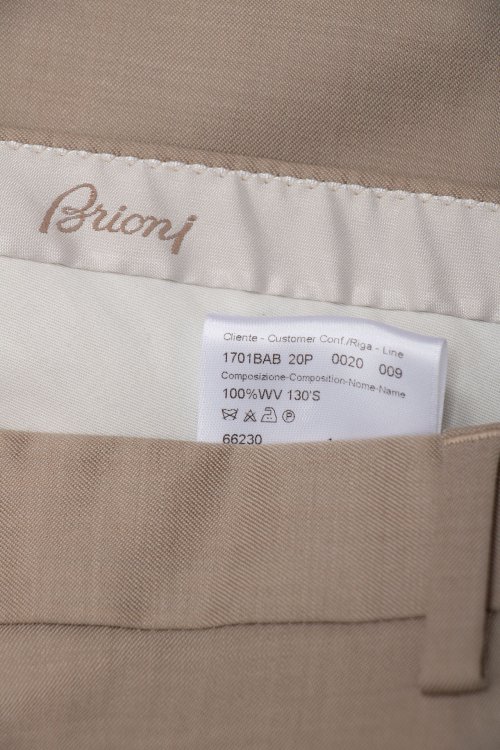 Brioni
Cliente - Customer Conf./Riga - Line
1701BAB 20P 0020 009
Composizione-Composition-Nome-Name
100%WV 130'S
66230